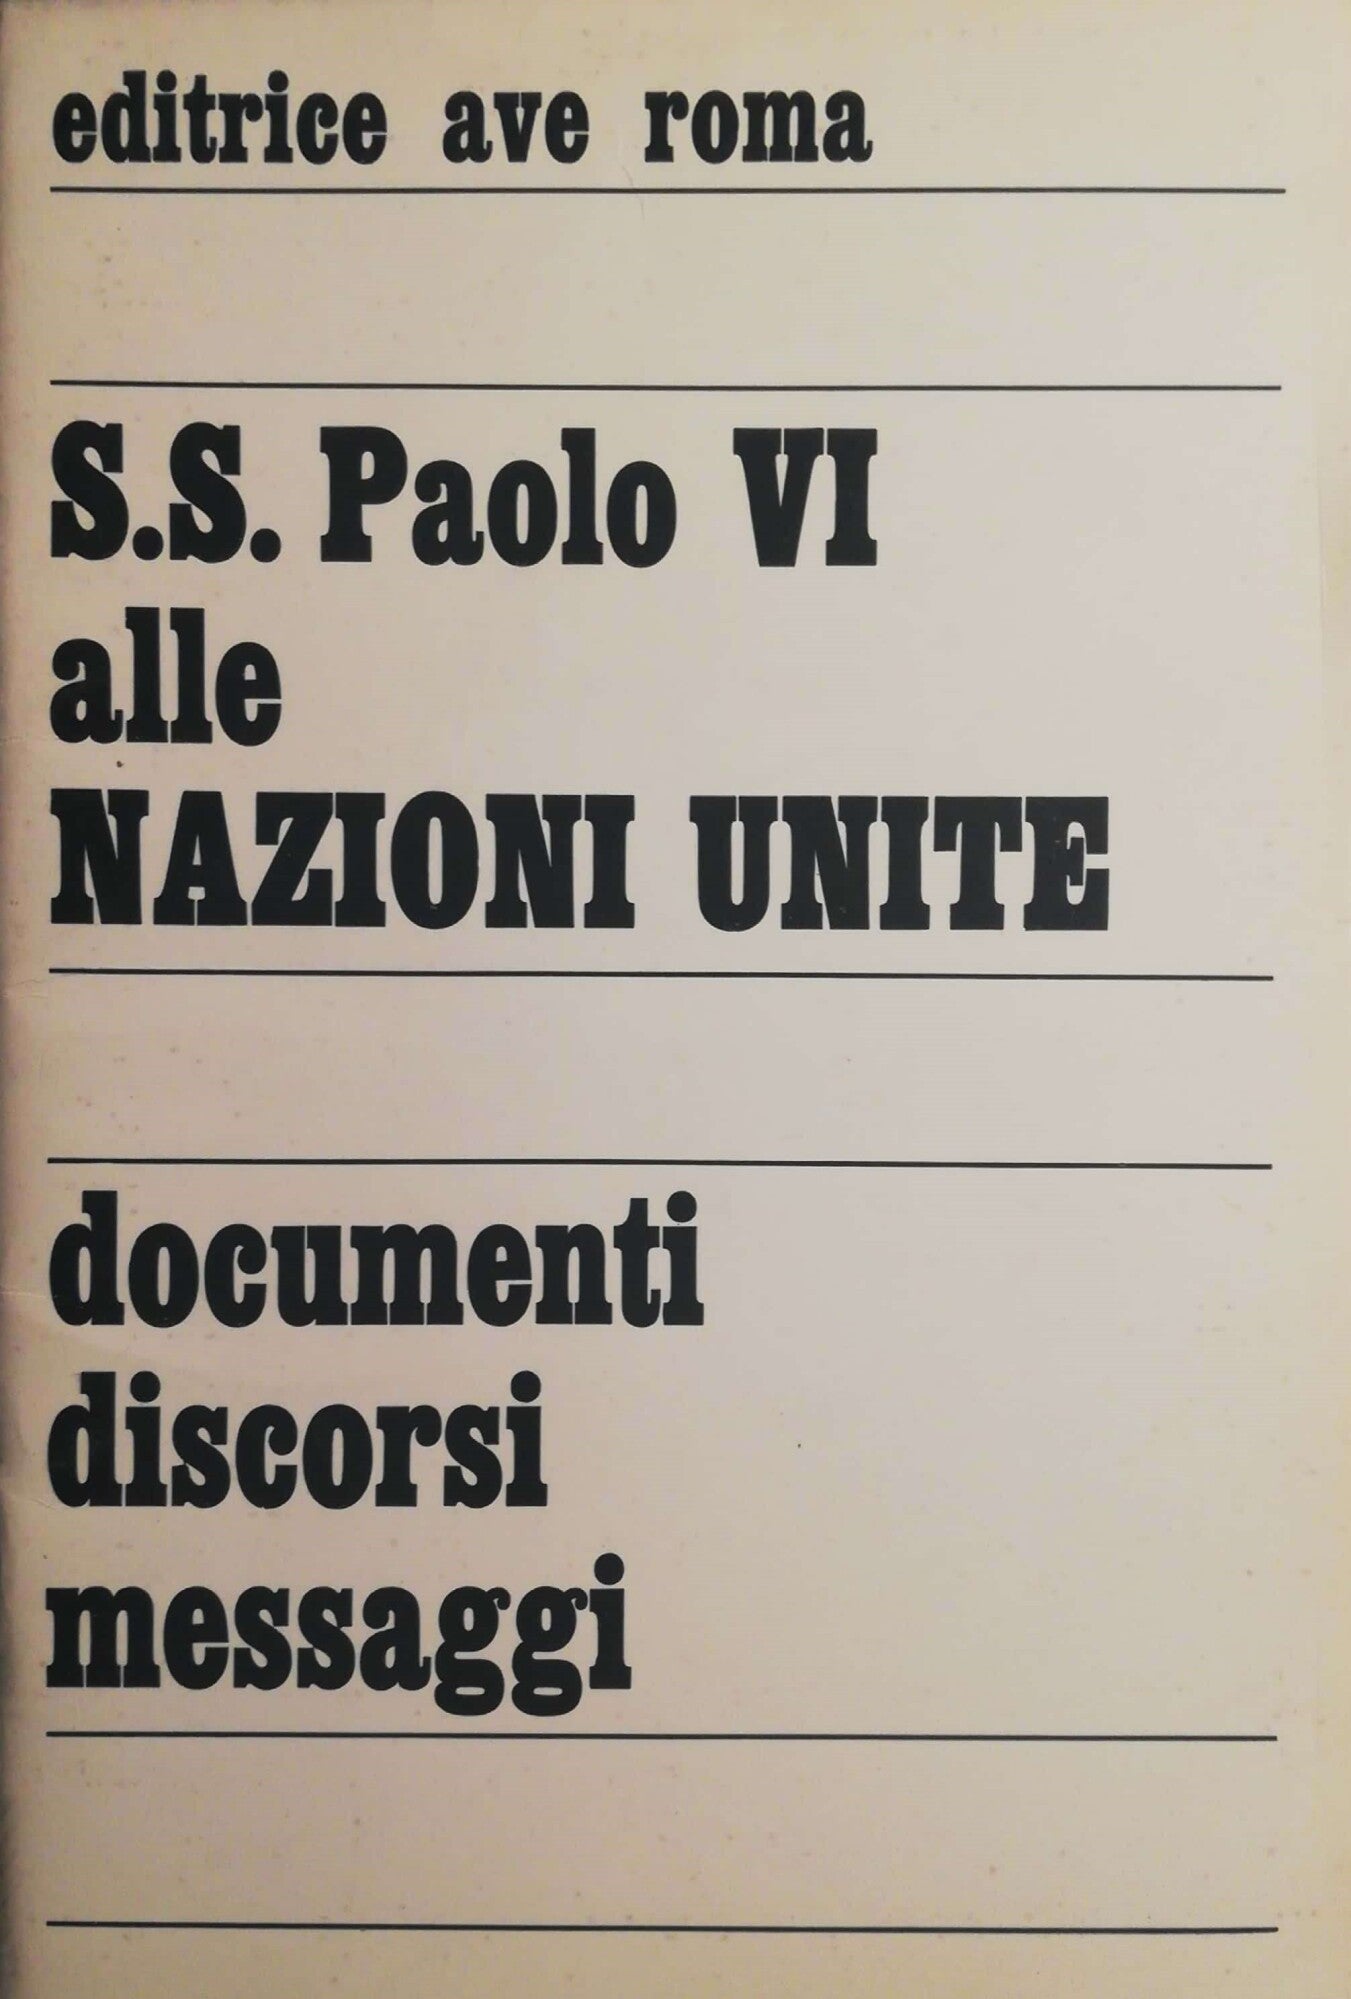 editrice ave roma
S.S. Paolo VI
alle
NAZIONI UNITE
documenti
discorsi
messaggi